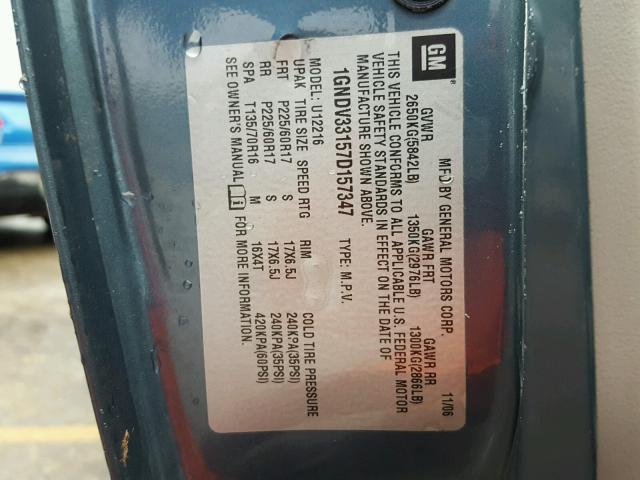 GM
MFD BY GENERAL MOTORS CORP. 11/06
GVWR GAWR FRT GAWR RR
2650KG(5842LB) 1350KG(2976LB) 1300KG(2866LB)
THIS VEHICLE CONFORMS TO ALL APPLICABLE U.S. FEDERAL MOTOR
VEHICLE SAFETY STANDARDS IN EFFECT ON THE DATE OF
MANUFACTURE SHOWN ABOVE.
1GNDV33157D157347 TYPE: M.P.V.
MODEL: U12216
UPAK TIRE SIZE SPEED RTG RIM COLD TIRE PRESSURE
FRT P225/60R17 S 17X6.5J 240KPA(35PSI)
RR P225/60R17 S 17X6.5J 240KPA(35PSI)
SPA T135/70R16 M 16X4T 420KPA(60PSI)
SEE OWNER'S MANUAL FOR MORE INFORMATION.